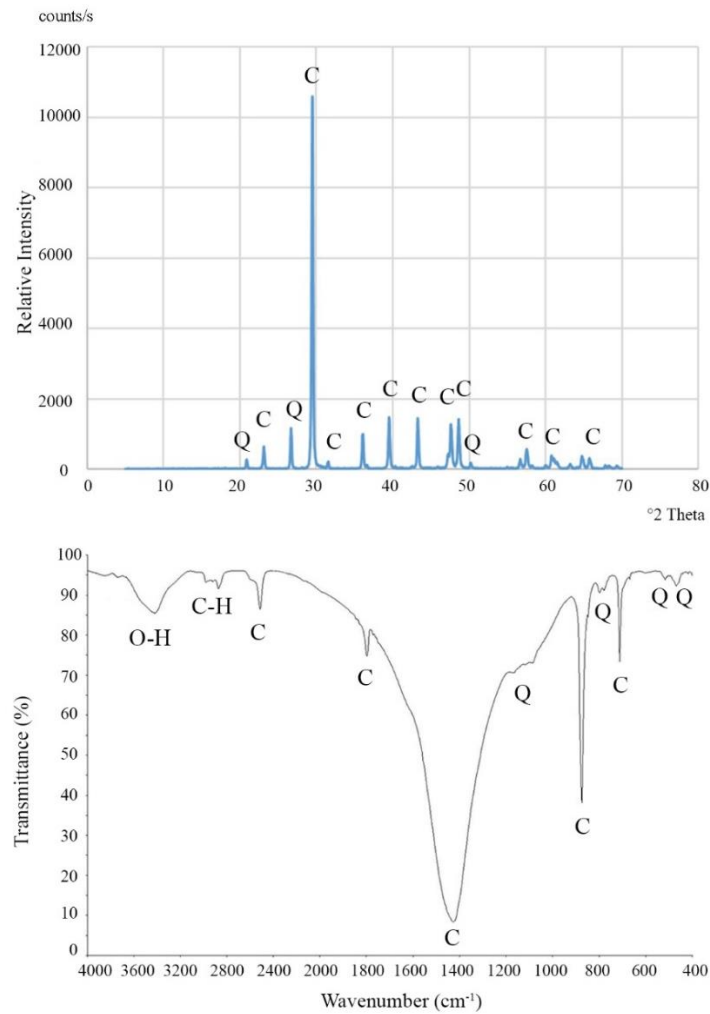 counts/s
12000
10000
8000
6000
4000
2000
0
Relative Intensity
C
Q
C
Q
C
C
C
C
C
C
Q
C
C
C
0 10 20 30 40 50 60 70 80
°2 Theta
100
90
80
70
60
50
40
30
20
10
0
Transmittance (%)
O-H
C-H
C
C
C
Q
C
Q
C
Q Q
4000 3600 3200 2800 2400 2000 1800 1600 1400 1200 1000 800 600 400
Wavenumber (cm⁻¹)